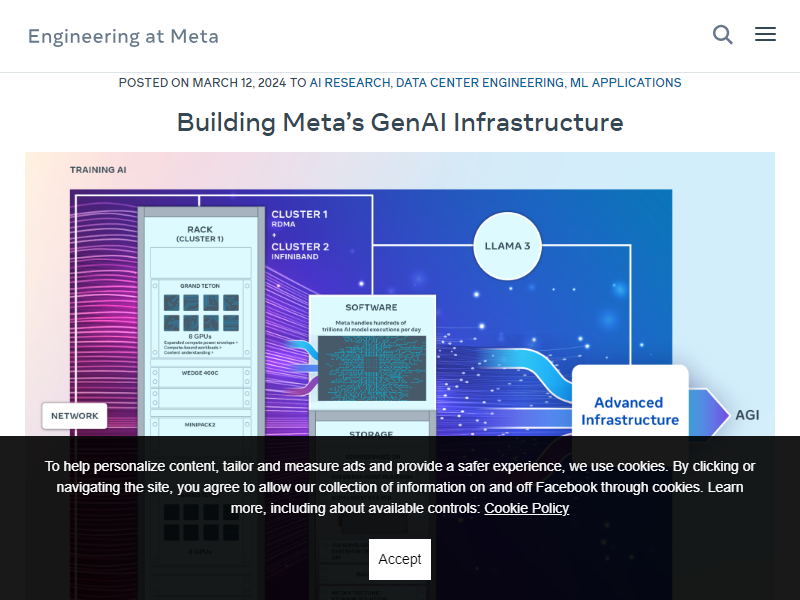 Engineering at Meta
POSTED ON MARCH 12, 2024 TO AI RESEARCH, DATA CENTER ENGINEERING, ML APPLICATIONS
Building Meta’s GenAI Infrastructure
TRAINING AI
RACK
(CLUSTER 1)
CLUSTER 1
RDMA
+
CLUSTER 2
INFINIBAND
LLAMA 3
GRAND TETON
8 GPUs
Expanded compute power envelope >
Compute-bound workloads >
Content understanding >
SOFTWARE
Meta handles hundreds of
trillions AI model executions per day
WEDGE 400C
Advanced
Infrastructure
AGI
NETWORK
MINIPACK2
STORAGE
To help personalize content, tailor and measure ads and provide a safer experience, we use cookies. By clicking or
navigating the site, you agree to allow our collection of information on and off Facebook through cookies. Learn
more, including about available controls: Cookie Policy
Accept